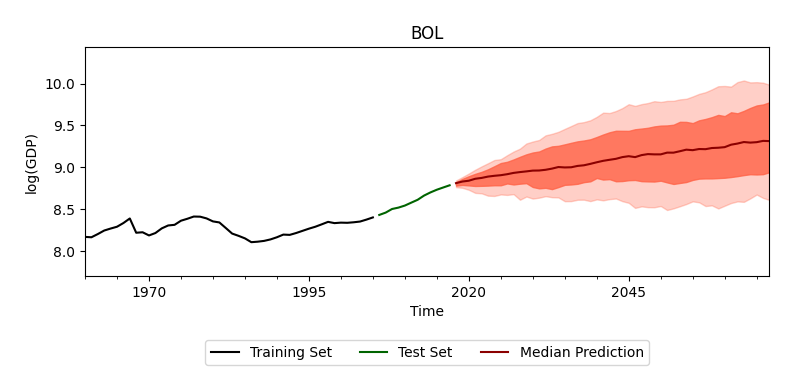 BOL
10.0
9.5
9.0
8.5
8.0
log(GDP)
1970 1995 2020 2045
Time
Training Set Test Set Median Prediction